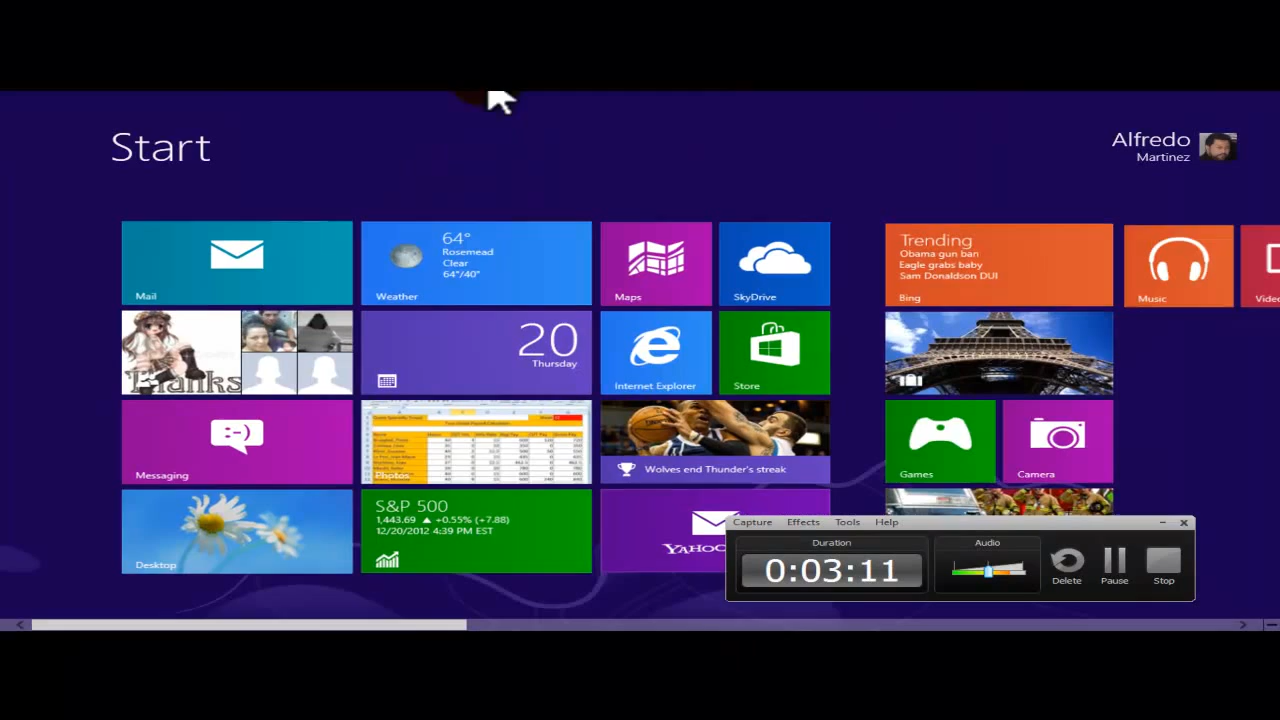 Start
Alfredo
Martinez
Mail
64°
Rosemead
Clear
64°/40°
Weather
Maps
SkyDrive
Trending
Obama gun ban
Eagle grabs baby
Sam Donaldson DUI
Bing
Music
Video
Thanks
20
Thursday
Internet Explorer
Store
Messaging
Wolves end Thunder's streak
Games
Camera
Desktop
S&P 500
1,443.69 ▲ +0.55% (+7.88)
12/20/2012 4:39 PM EST
YAHOO
Capture Effects Tools Help
Duration
Audio
0:03:11
Delete
Pause
Stop